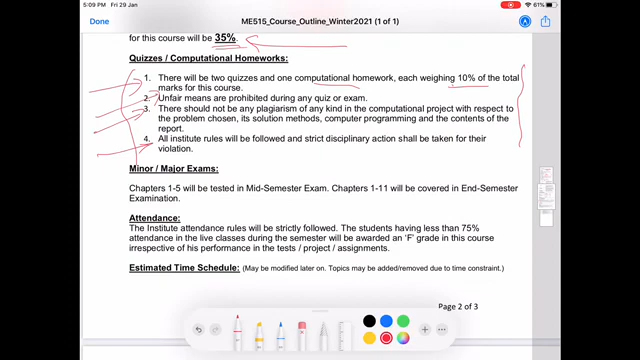 5:09 PM Fri 29 Jan
61%
Done
ME515_Course_Outline_Winter2021 (1 of 1)
for this course will be 35%.
Quizzes / Computational Homeworks:
1. There will be two quizzes and one computational homework, each weighing 10% of the total
marks for this course.
2. Unfair means are prohibited during any quiz or exam.
3. There should not be any plagiarism of any kind in the computational project with respect to
the problem chosen, its solution methods, computer programming and the contents of the
report.
4. All institute rules will be followed and strict disciplinary action shall be taken for their
violation.
Minor / Major Exams:
Chapters 1-5 will be tested in Mid-Semester Exam. Chapters 1-11 will be covered in End-Semester
Examination.
Attendance:
The Institute attendance rules will be strictly followed. The students having less than 75%
attendance in the live classes during the semester will be awarded an ‘F’ grade in this course
irrespective of his performance in the tests / project / assignments.
Estimated Time Schedule: (May be modified later on. Topics may be added/removed due to time constraint.)
Page 2 of 3